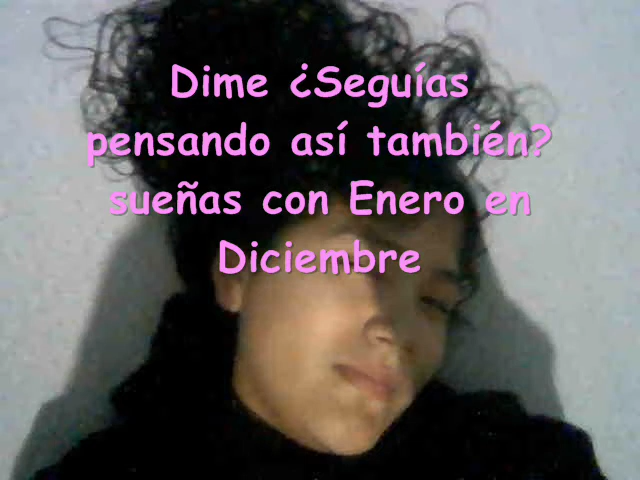 Dime ¿Seguías
pensando así también?
sueñas con Enero en
Diciembre